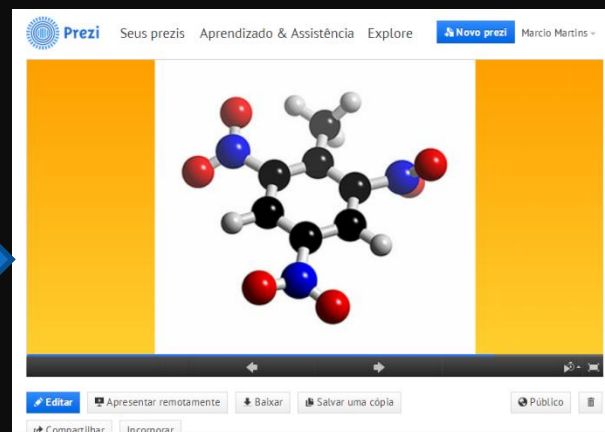 Prezi Seus prezis Aprendizado & Assistência Explore Novo prezi Marcio Martins
Editar Apresentar remotamente Baixar Salvar uma cópia Público
Compartilhar Incorporar